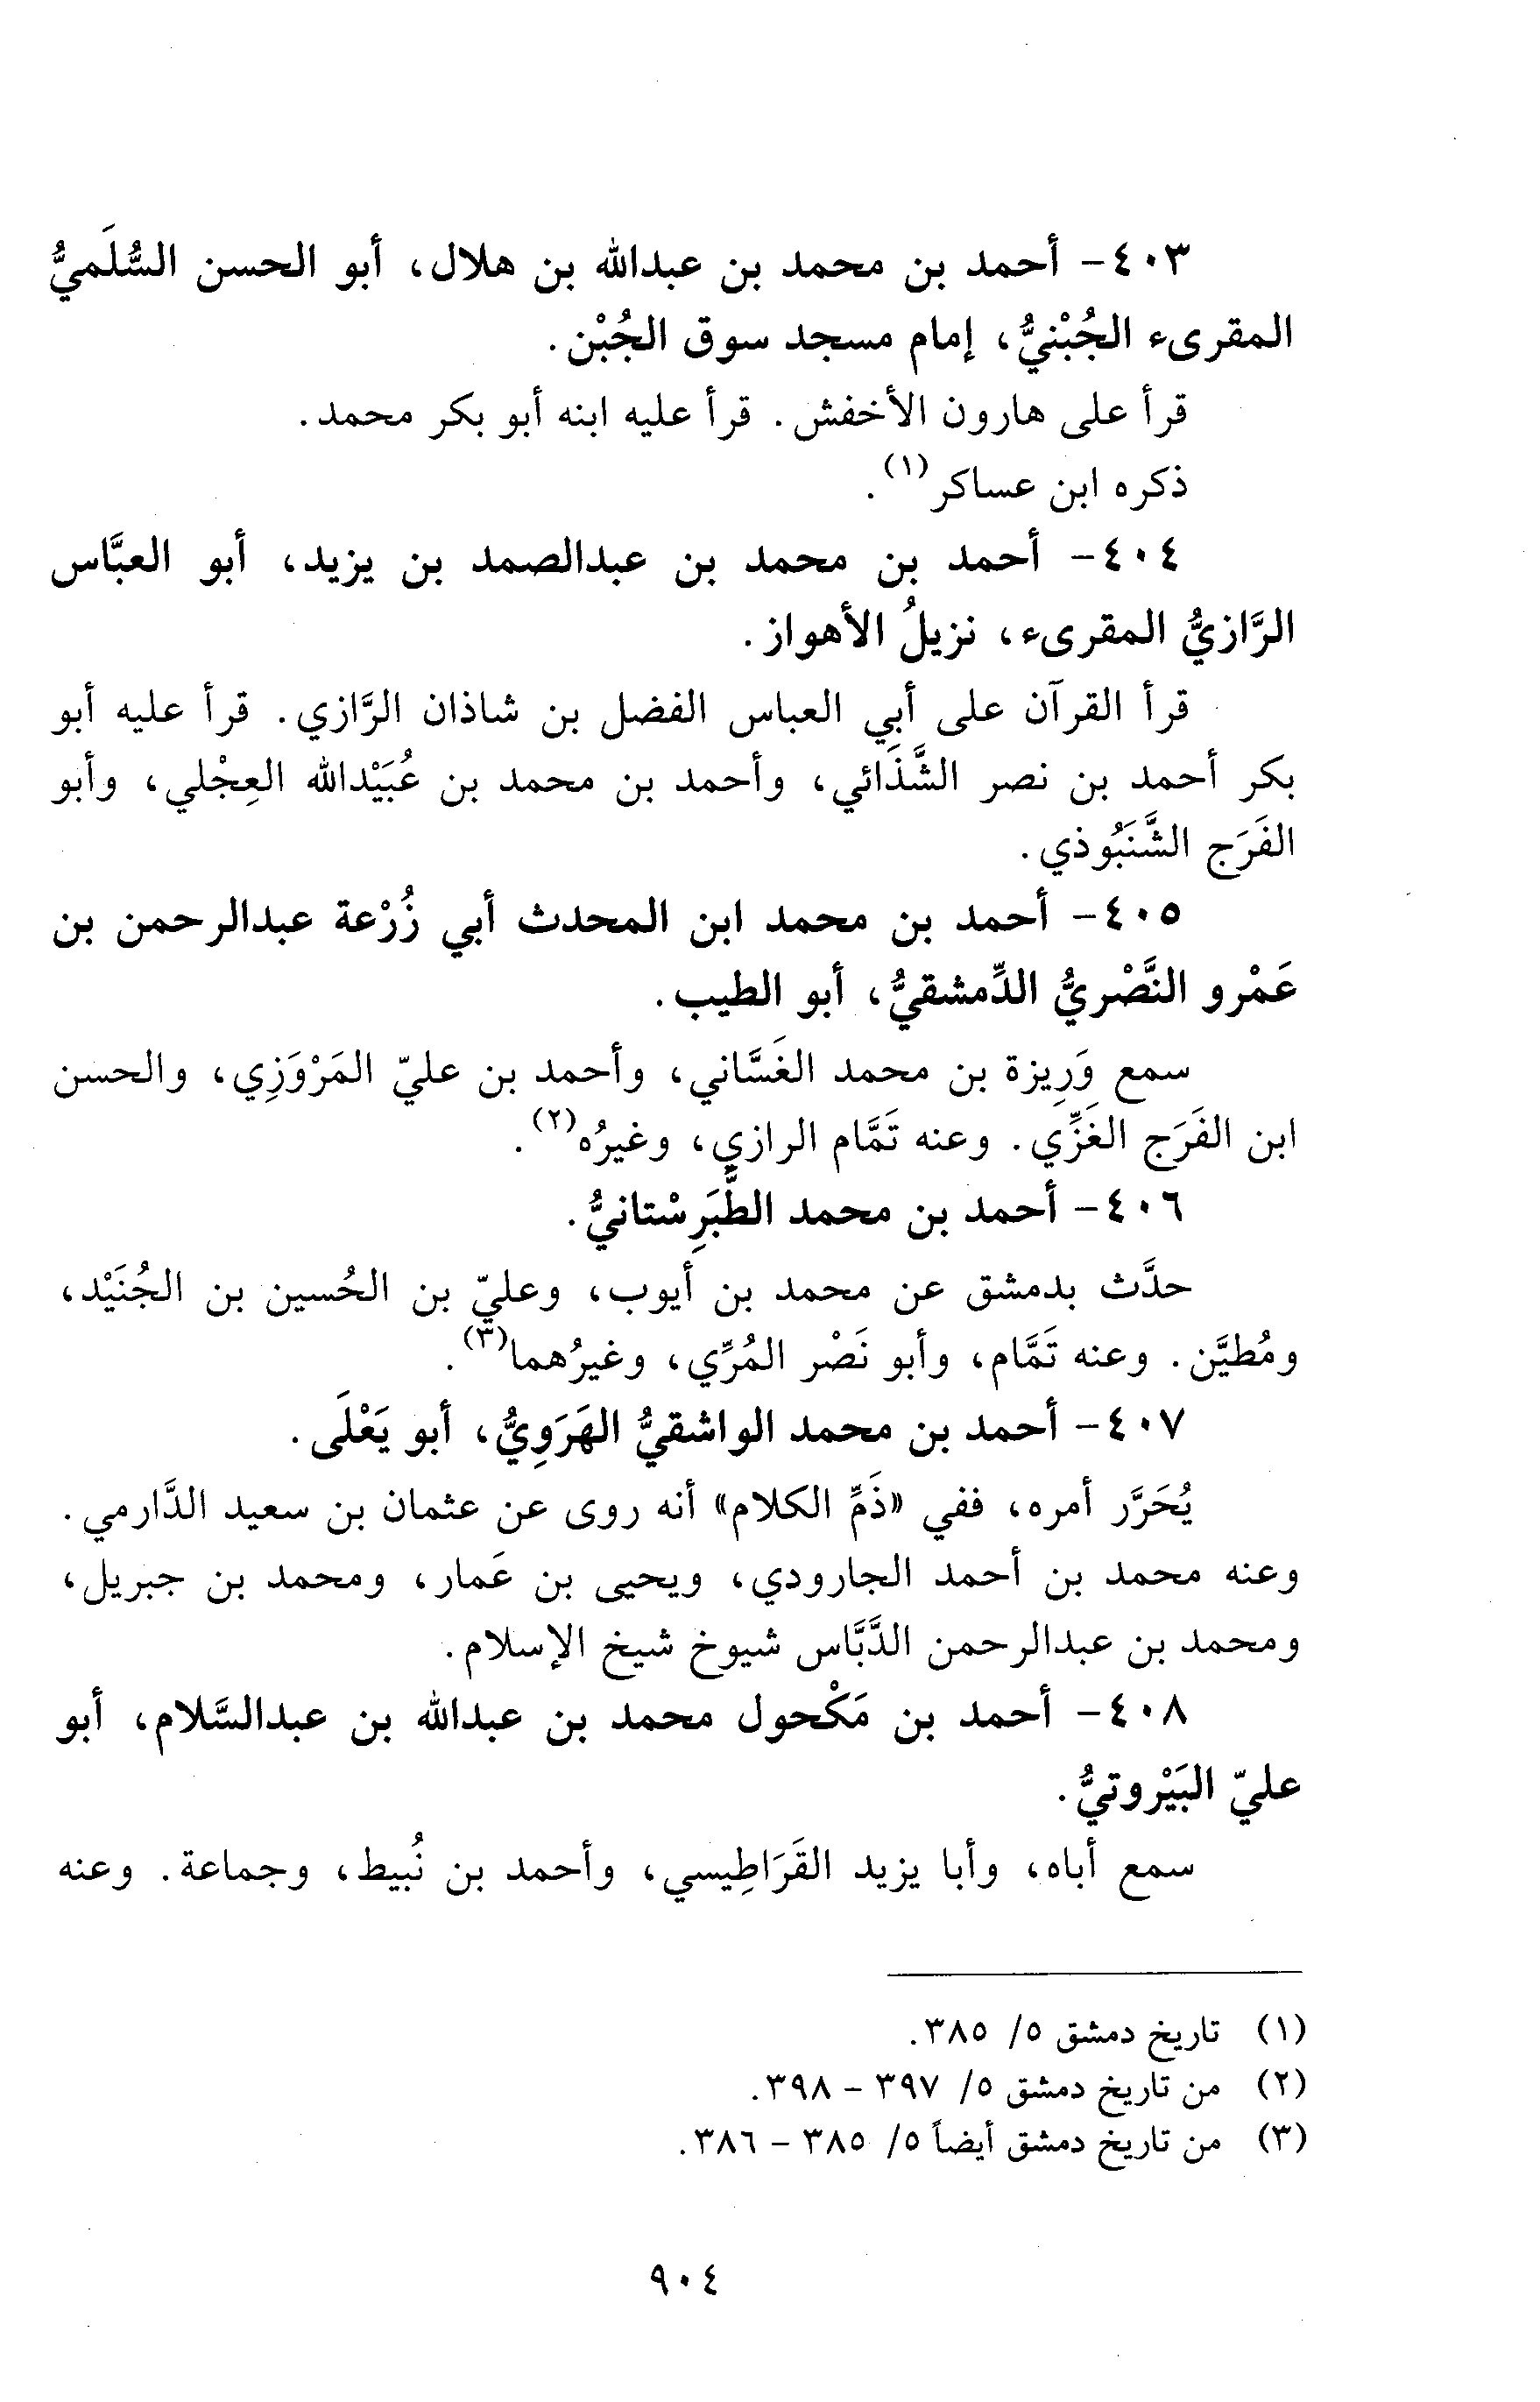 ٤٠٣- أحمد بن محمد بن عبدالله بن هلال، أبو الحسن السُّلَميُّ
المقرىء الجُبْنيُّ، إمام مسجد سوق الجُبْن.
قرأ على هارون الأخفش. قرأ عليه ابنه أبو بكر محمد.
ذكره ابن عساكر(١).
٤٠٤- أحمد بن محمد بن عبدالصمد بن يزيد، أبو العبَّاس
الرَّازيُّ المقرىء، نزيلُ الأهواز.
قرأ القرآن على أبي العباس الفضل بن شاذان الرَّازي. قرأ عليه أبو
بكر أحمد بن نصر الشَّذَائي، وأحمد بن محمد بن عُبَيْدالله العِجْلي، وأبو
الفَرَج الشَّنَبُوذي.
٤٠٥- أحمد بن محمد ابن المحدث أبي زُرْعة عبدالرحمن بن
عَمْرو النَّصْريُّ الدِّمشقيُّ، أبو الطيب.
سمع وَرِيزة بن محمد الغَسَّاني، وأحمد بن عليّ المَرْوَزِي، والحسن
ابن الفَرَج الغَزِّي. وعنه تَمَّام الرازي، وغيرُه(٢).
٤٠٦- أحمد بن محمد الطَّبَرِسْتانيُّ.
حدَّث بدمشق عن محمد بن أيوب، وعليّ بن الحُسين بن الجُنَيْد،
ومُطيَّن. وعنه تَمَّام، وأبو نَصْر المُرِّي، وغيرُهما(٣).
٤٠٧- أحمد بن محمد الواشقيُّ الهَرَوِيُّ، أبو يَعْلَى.
يُحَرَّر أمره، ففي «ذَمِّ الكلام» أنه روى عن عثمان بن سعيد الدَّارمي.
وعنه محمد بن أحمد الجارودي، ويحيى بن عَمار، ومحمد بن جبريل،
ومحمد بن عبدالرحمن الدَّبَّاس شيوخ شيخ الإسلام.
٤٠٨- أحمد بن مَكْحول محمد بن عبدالله بن عبدالسَّلام، أبو
عليّ البَيْروتيُّ.
سمع أباه، وأبا يزيد القَرَاطِيسي، وأحمد بن نُبيط، وجماعة. وعنه
(١) تاريخ دمشق ٥/ ٣٨٥.
(٢) من تاريخ دمشق ٥/ ٣٩٧ - ٣٩٨.
(٣) من تاريخ دمشق أيضاً ٥/ ٣٨٥ - ٣٨٦.
٩٠٤